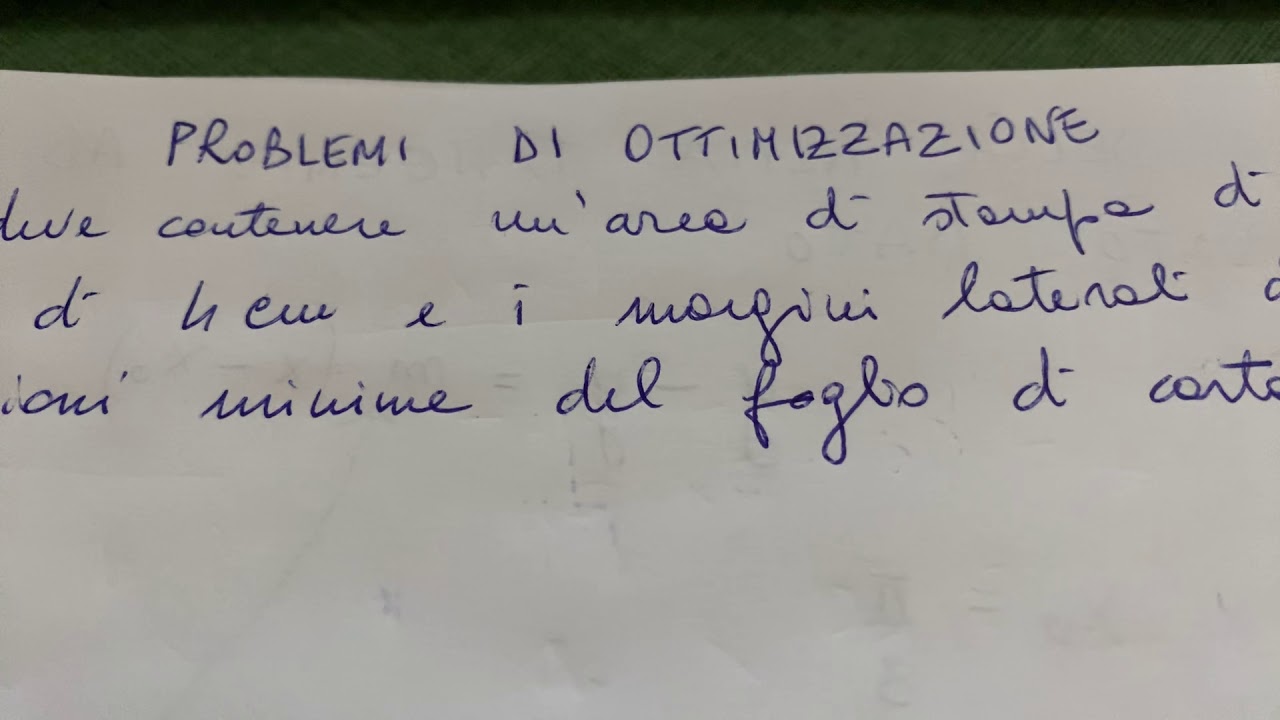 PROBLEMI DI OTTIMIZZAZIONE
deve contenere un'area di stampa di
di 4 cm e i margini laterali
ioni minime del foglio di carta